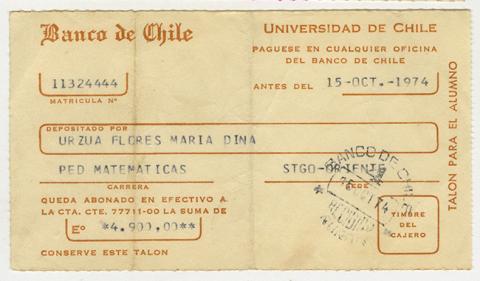 Banco de Chile
UNIVERSIDAD DE CHILE
PAGUESE EN CUALQUIER OFICINA
DEL BANCO DE CHILE
11324444
MATRICULA Nº
ANTES DEL 15-OCT.-1974
DEPOSITADO POR
URZUA FLORES MARIA DINA
PED MATEMATICAS
STGO-ORIENTE
CARRERA
SEDE
QUEDA ABONADO EN EFECTIVO A
LA CTA. CTE. 77711-00 LA SUMA DE
Eº *4.900,00**
CONSERVE ESTE TALON
TIMBRE
DEL
CAJERO
TALON PARA EL ALUMNO
BANCO DE CHILE